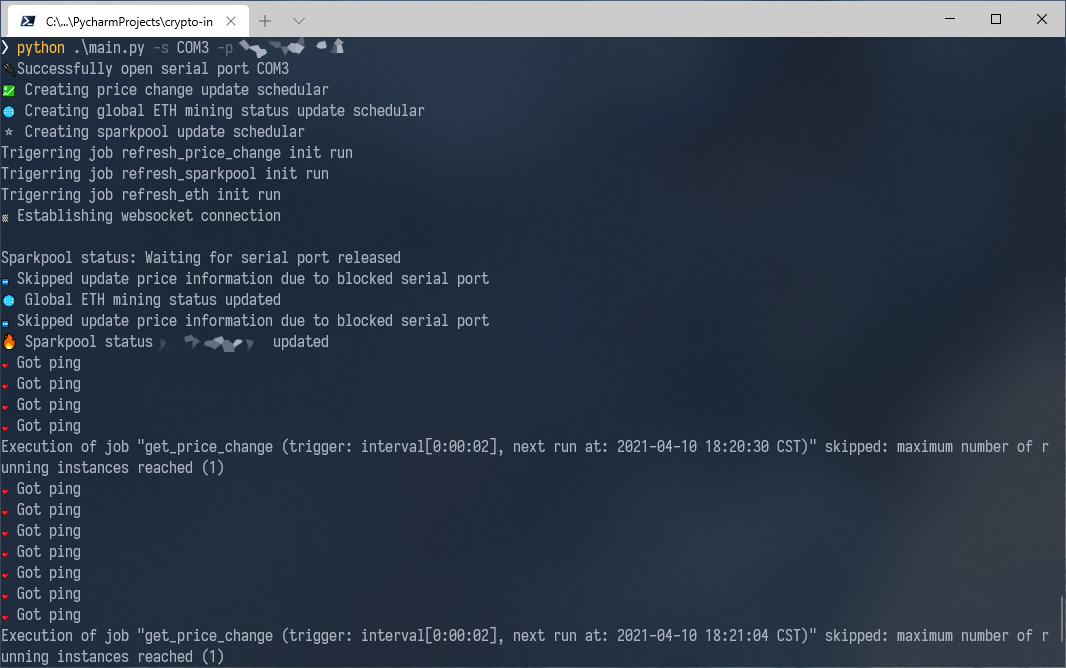 C:\...\PycharmProjects\crypto-in
❯ python .\main.py -s COM3 -p
Successfully open serial port COM3
Creating price change update schedular
Creating global ETH mining status update schedular
Creating sparkpool update schedular
Trigerring job refresh_price_change init run
Trigerring job refresh_sparkpool init run
Trigerring job refresh_eth init run
Establishing websocket connection
Sparkpool status: Waiting for serial port released
Skipped update price information due to blocked serial port
Global ETH mining status updated
Skipped update price information due to blocked serial port
Sparkpool status updated
Got ping
Got ping
Got ping
Got ping
Execution of job "get_price_change (trigger: interval[0:00:02], next run at: 2021-04-10 18:20:30 CST)" skipped: maximum number of r
unning instances reached (1)
Got ping
Got ping
Got ping
Got ping
Got ping
Got ping
Got ping
Execution of job "get_price_change (trigger: interval[0:00:02], next run at: 2021-04-10 18:21:04 CST)" skipped: maximum number of r
unning instances reached (1)